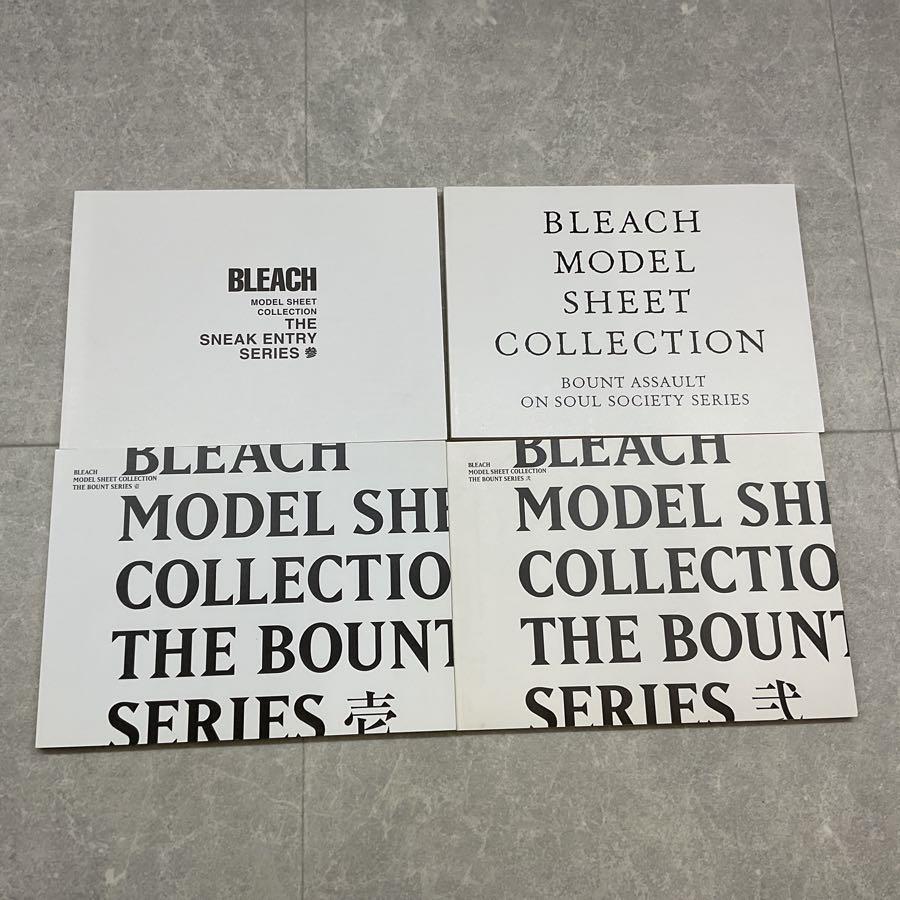 BLEACH
MODEL SHEET
COLLECTION
THE
SNEAK ENTRY
SERIES 参
BLEACH
MODEL
SHEET
COLLECTION
BOUNT ASSAULT
ON SOUL SOCIETY SERIES
BLEACH
MODEL SHEET COLLECTION
THE BOUNT SERIES 壱
BLEACH
MODEL SHE
COLLECTIO
THE BOUNT
SERIES 壱
BLEACH
MODEL SHEET COLLECTION
THE BOUNT SERIES 弐
BLEACH
MODEL SHE
COLLECTIO
THE BOUNT
SERIES 弐